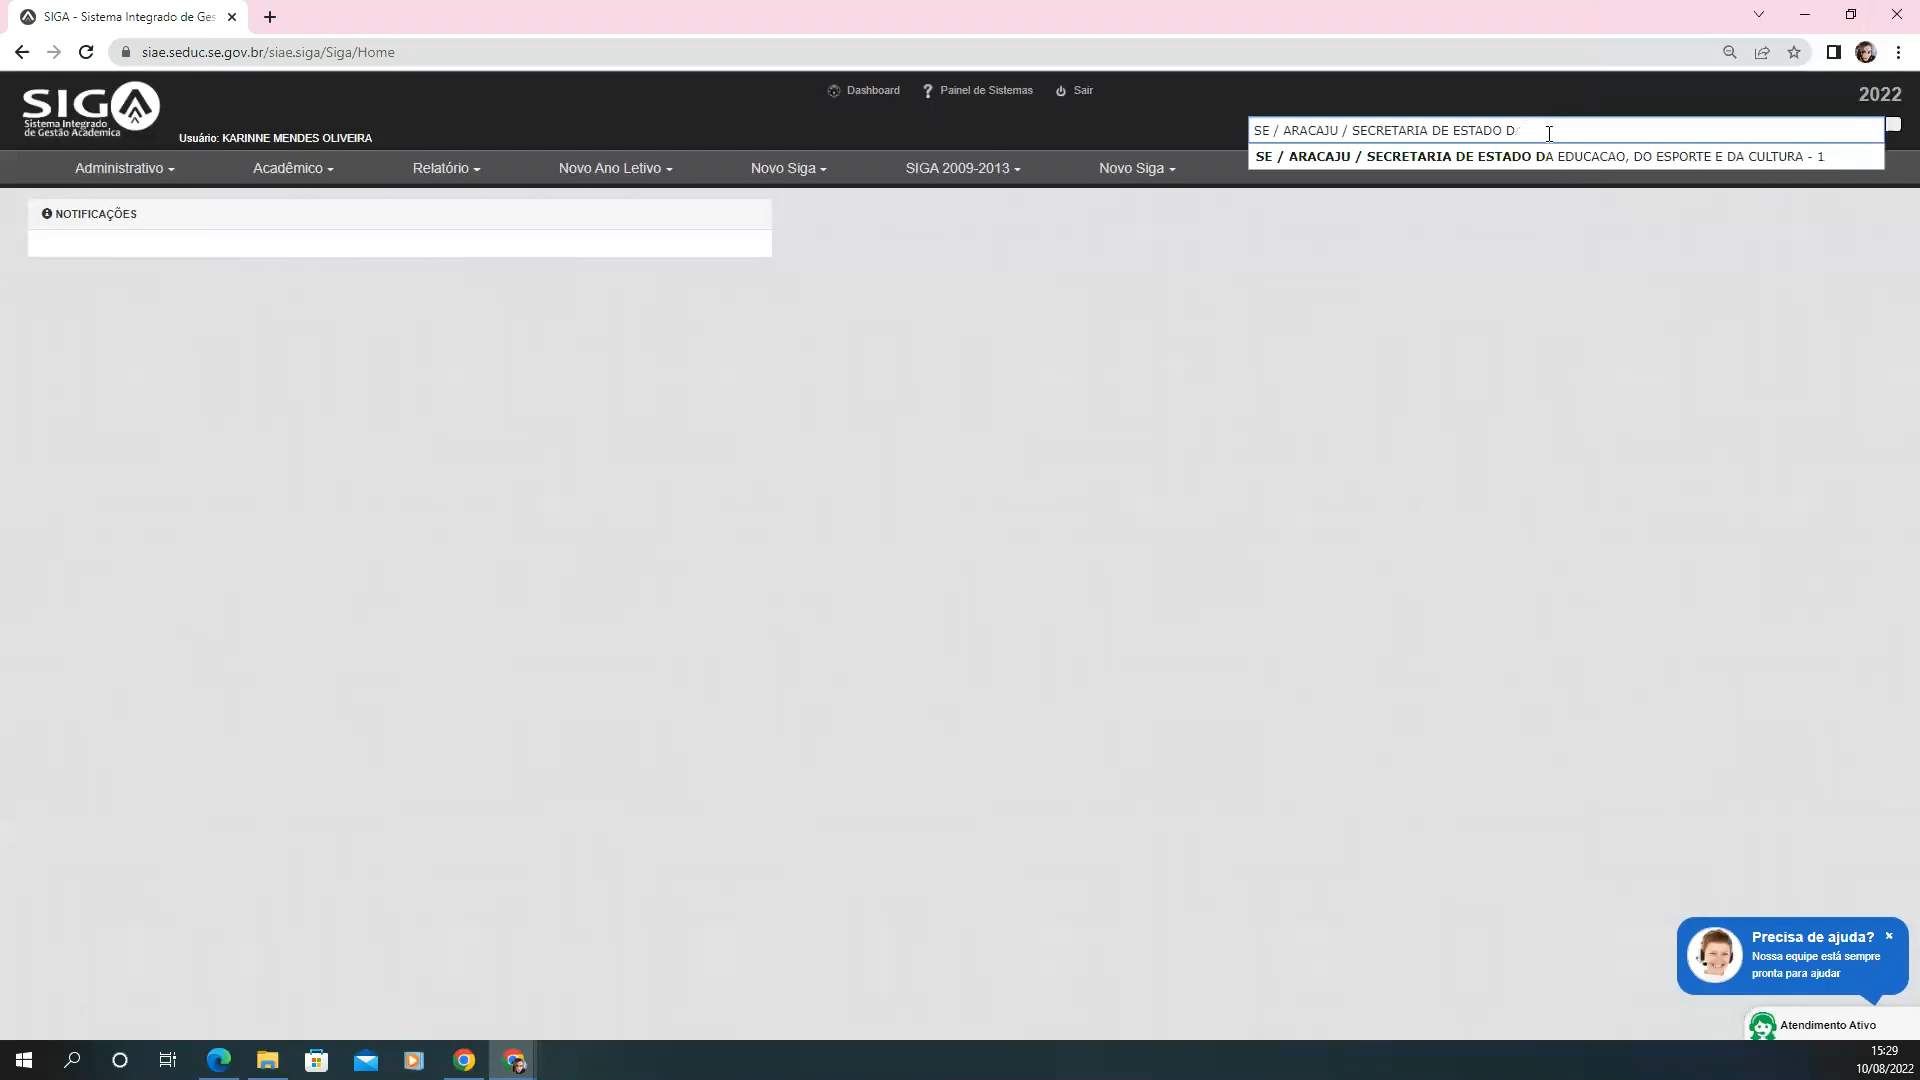 SIGA - Sistema Integrado de Ges
siae.seduc.se.gov.br/siae.siga/Siga/Home
SIGA
Sistema Integrado
de Gestão Acadêmica
Usuário: KARINNE MENDES OLIVEIRA
Dashboard
Painel de Sistemas
Sair
2022
SE / ARACAJU / SECRETARIA DE ESTADO D
SE / ARACAJU / SECRETARIA DE ESTADO DA EDUCACAO, DO ESPORTE E DA CULTURA - 1
Administrativo
Acadêmico
Relatório
Novo Ano Letivo
Novo Siga
SIGA 2009-2013
Novo Siga
NOTIFICAÇÕES
Precisa de ajuda?
Nossa equipe está sempre
pronta para ajudar
Atendimento Ativo
15:29
10/08/2022